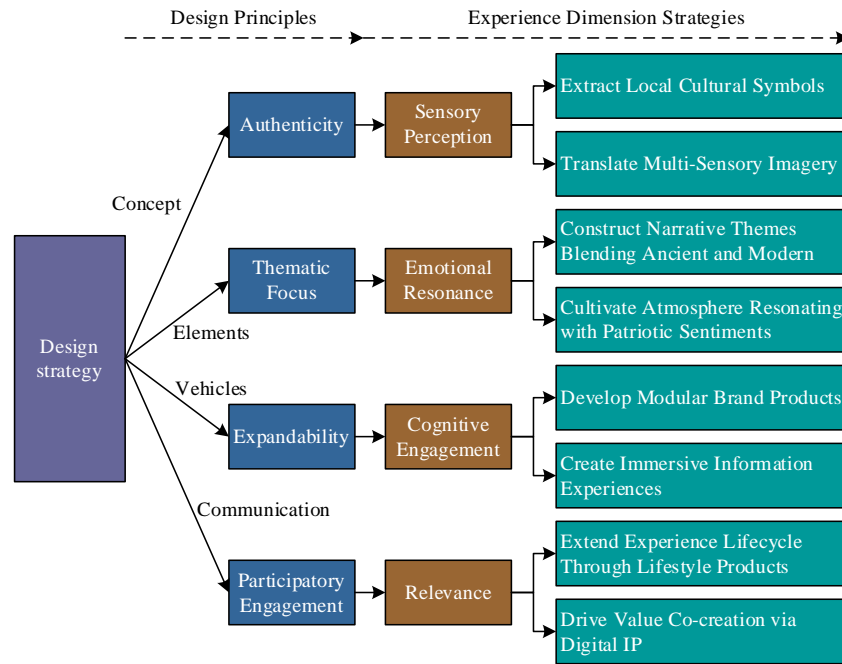 Design Principles
Experience Dimension Strategies
Design
strategy
Concept
Elements
Vehicles
Communication
Authenticity
Sensory
Perception
Extract Local Cultural Symbols
Translate Multi-Sensory Imagery
Thematic
Focus
Emotional
Resonance
Construct Narrative Themes
Blending Ancient and Modern
Cultivate Atmosphere Resonating
with Patriotic Sentiments
Expandability
Cognitive
Engagement
Develop Modular Brand Products
Create Immersive Information
Experiences
Participatory
Engagement
Relevance
Extend Experience Lifecycle
Through Lifestyle Products
Drive Value Co-creation via
Digital IP